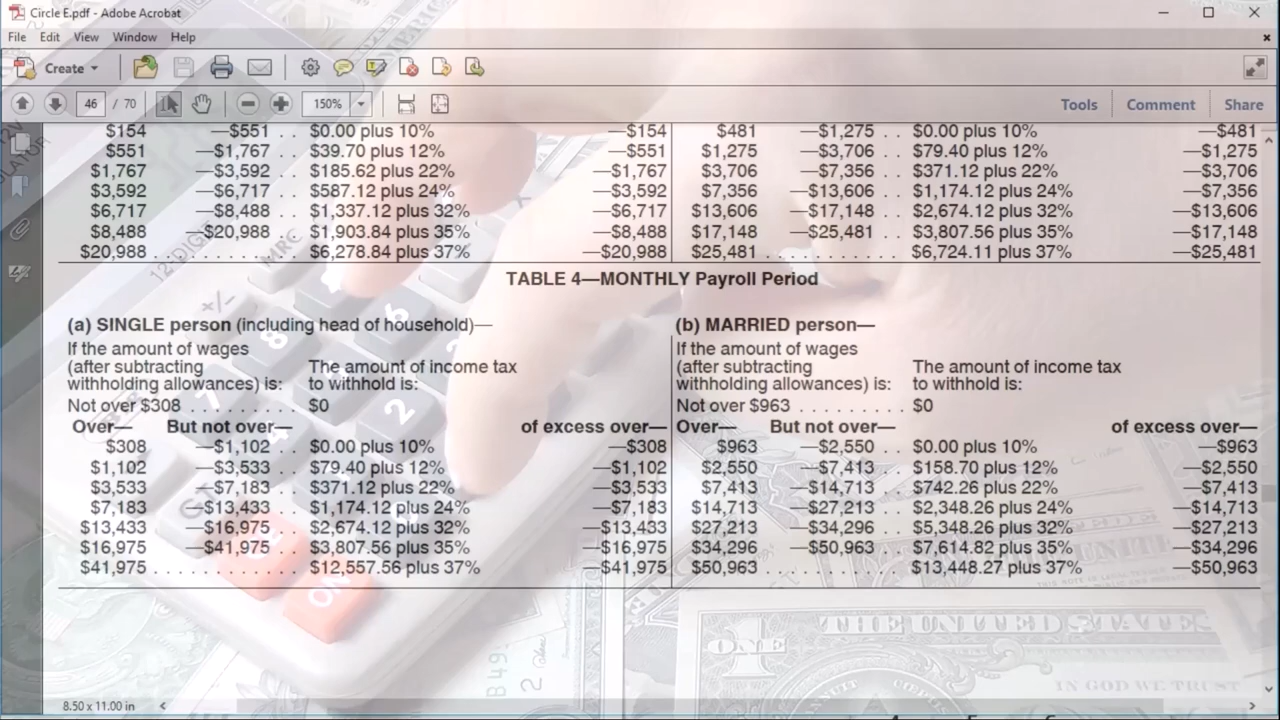 Circle E.pdf - Adobe Acrobat
File Edit View Window Help
Create
46 / 70 150% Tools Comment Share
$154 —$551 . . $0.00 plus 10% —$154 $481 —$1,275 . . $0.00 plus 10% —$481
$551 —$1,767 . . $39.70 plus 12% —$551 $1,275 —$3,706 . . $79.40 plus 12% —$1,275
$1,767 —$3,592 . . $185.62 plus 22% —$1,767 $3,706 —$7,356 . . $371.12 plus 22% —$3,706
$3,592 —$6,717 . . $587.12 plus 24% —$3,592 $7,356 —$13,606 . . $1,174.12 plus 24% —$7,356
$6,717 —$8,488 . . $1,337.12 plus 32% —$6,717 $13,606 —$17,148 . . $2,674.12 plus 32% —$13,606
$8,488 —$20,988 . . $1,903.84 plus 35% —$8,488 $17,148 —$25,481 . . $3,807.56 plus 35% —$17,148
$20,988 . . . . . . . . . . . . $6,278.84 plus 37% —$20,988 $25,481 . . . . . . . . . . . $6,724.11 plus 37% —$25,481
TABLE 4—MONTHLY Payroll Period
(a) SINGLE person (including head of household)—
If the amount of wages
(after subtracting The amount of income tax
withholding allowances) is: to withhold is:
Not over $308 . . . . . . . . . $0
Over— But not over— of excess over—
$308 —$1,102 . . $0.00 plus 10% —$308
$1,102 —$3,533 . . $79.40 plus 12% —$1,102
$3,533 —$7,183 . . $371.12 plus 22% —$3,533
$7,183 —$13,433 . . $1,174.12 plus 24% —$7,183
$13,433 —$16,975 . . $2,674.12 plus 32% —$13,433
$16,975 —$41,975 . . $3,807.56 plus 35% —$16,975
$41,975 . . . . . . . . . . . . $12,557.56 plus 37% —$41,975
(b) MARRIED person—
If the amount of wages
(after subtracting The amount of income tax
withholding allowances) is: to withhold is:
Not over $963 . . . . . . . . . $0
Over— But not over— of excess over—
$963 —$2,550 . . $0.00 plus 10% —$963
$2,550 —$7,413 . . $158.70 plus 12% —$2,550
$7,413 —$14,713 . . $742.26 plus 22% —$7,413
$14,713 —$27,213 . . $2,348.26 plus 24% —$14,713
$27,213 —$34,296 . . $5,348.26 plus 32% —$27,213
$34,296 —$50,963 . . $7,614.82 plus 35% —$34,296
$50,963 . . . . . . . . . . . $13,448.27 plus 37% —$50,963
8.50 x 11.00 in
12-DIGIT
MRC
+/-
2
ON
ONE
THE UNITED STATES
IN GOD WE TRUST